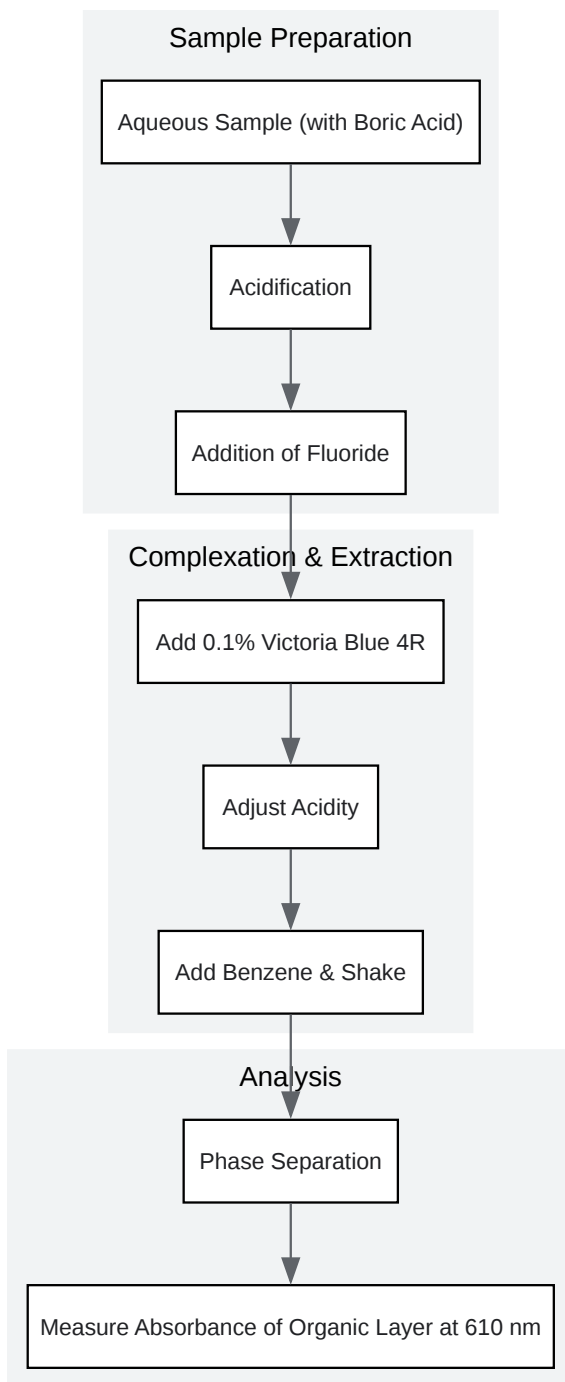 Sample Preparation
Aqueous Sample (with Boric Acid)
Acidification
Addition of Fluoride
Complexation & Extraction
Add 0.1% Victoria Blue 4R
Adjust Acidity
Add Benzene & Shake
Analysis
Phase Separation
Measure Absorbance of Organic Layer at 610 nm